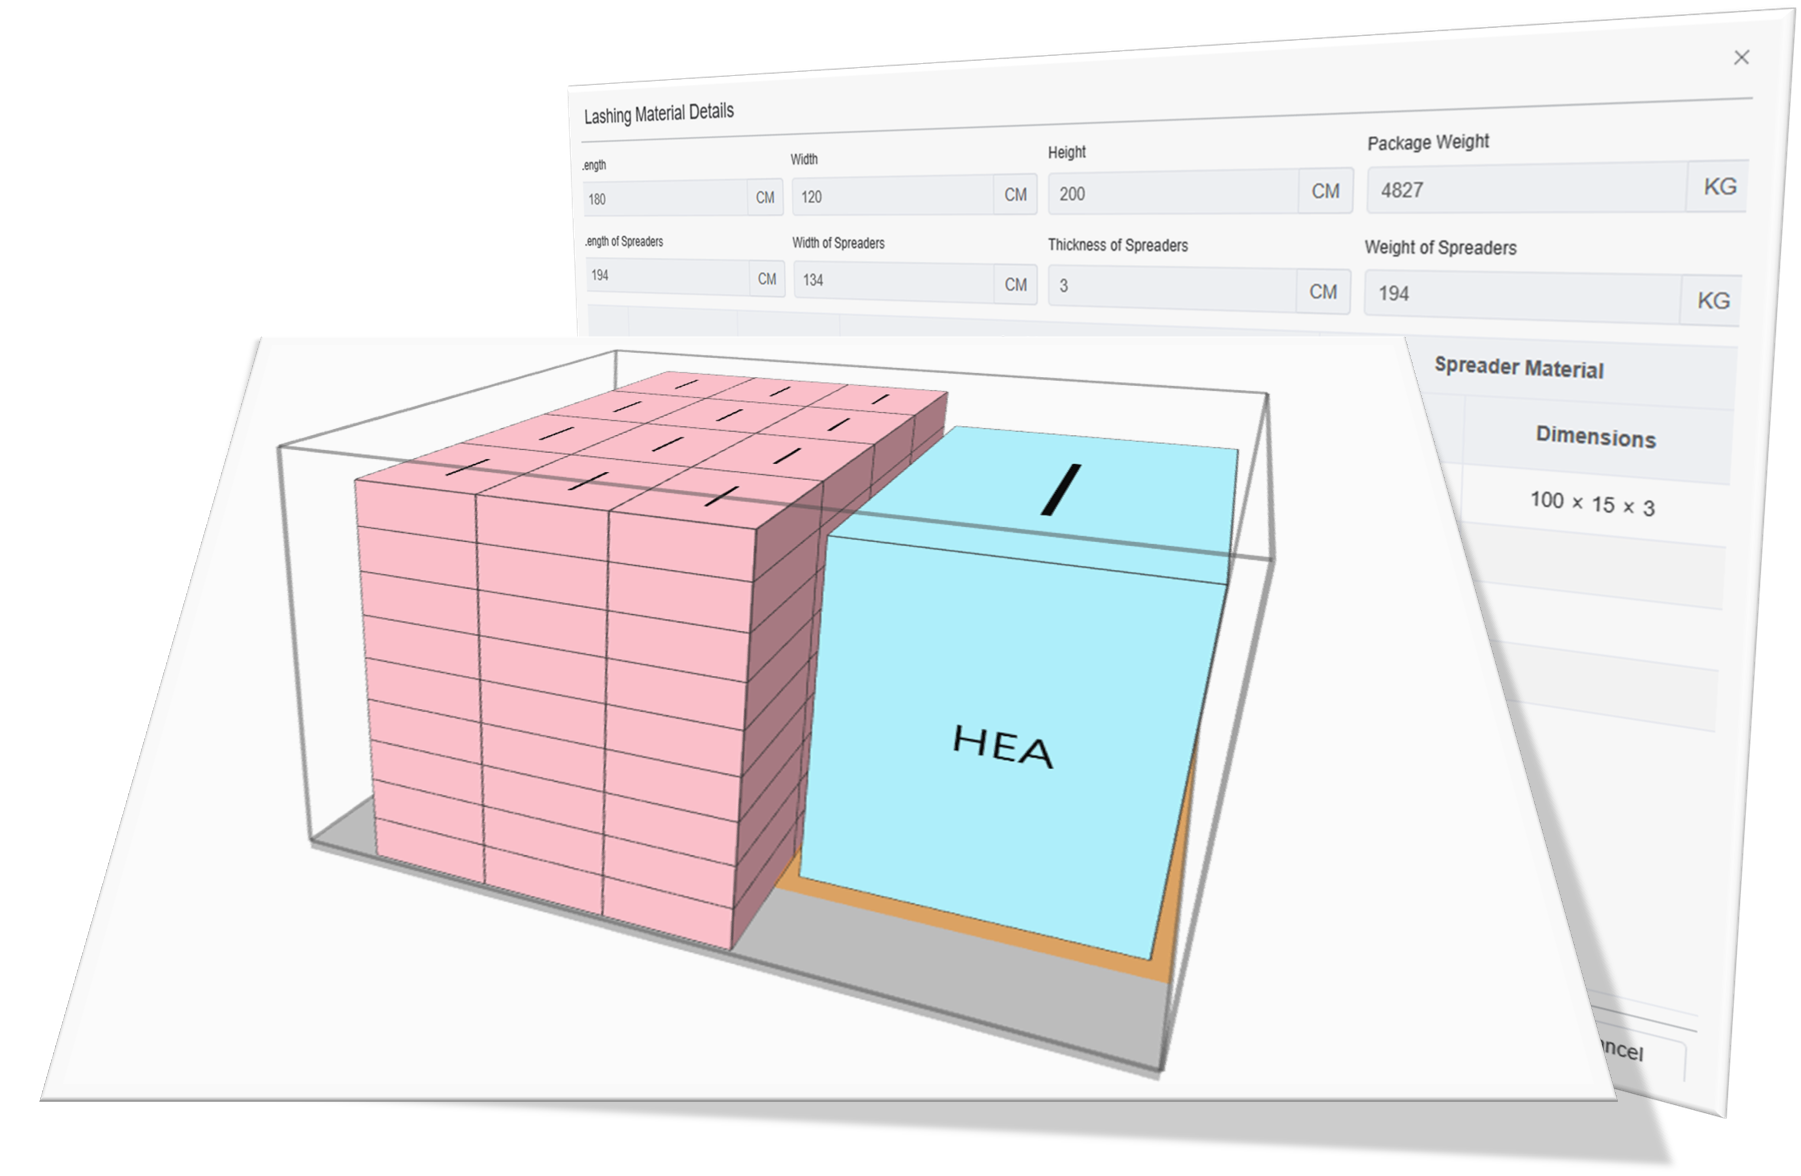 ×
Lashing Material Details
.ength Width Height Package Weight
180 CM 120 CM 200 CM 4827 KG
.ength of Spreaders Width of Spreaders Thickness of Spreaders Weight of Spreaders
194 CM 134 CM 3 CM 194 KG
Spreader Material
Dimensions
100 × 15 × 3
HEA
ncel